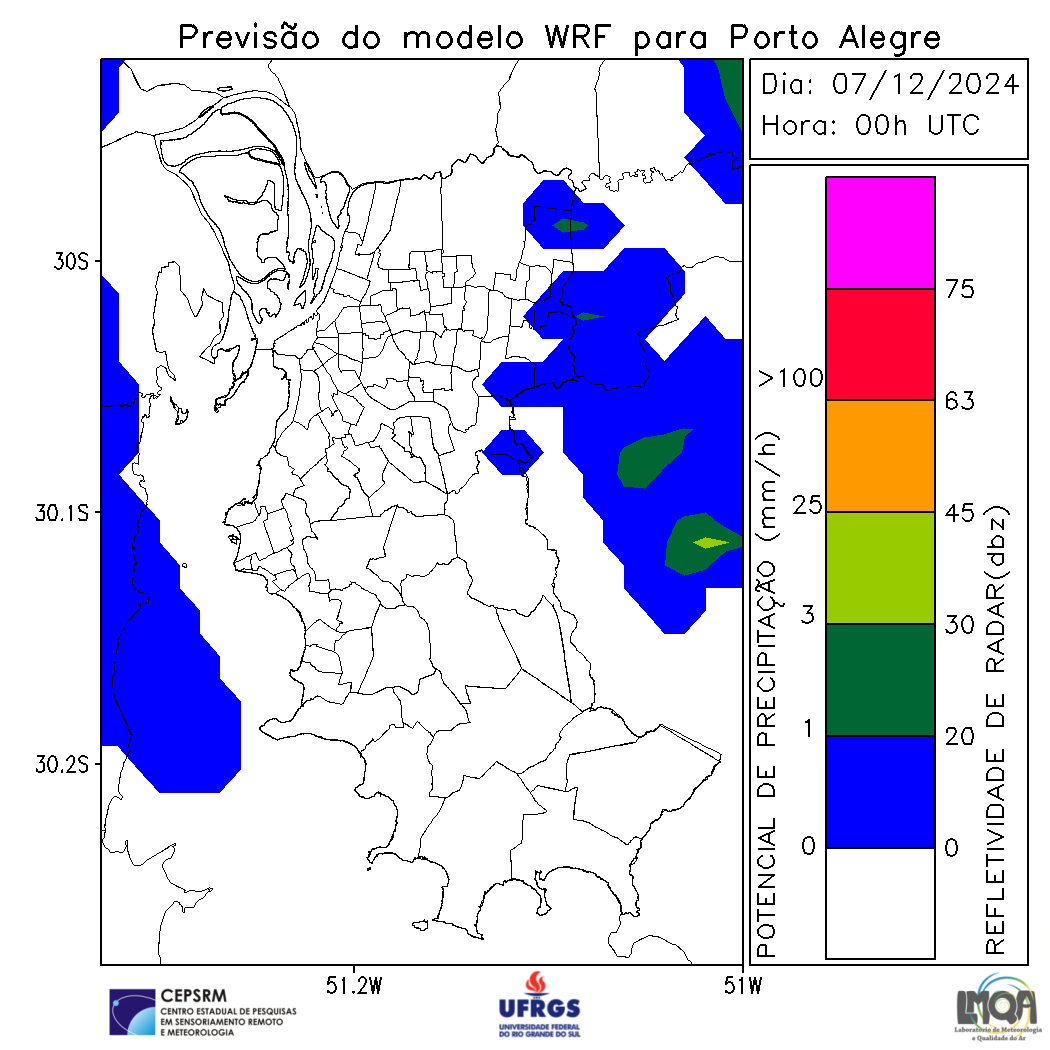 Previsão do modelo WRF para Porto Alegre
Dia: 07/12/2024
Hora: 00h UTC
30S
30.1S
30.2S
51.2W
51W
POTENCIAL DE PRECIPITAÇÃO (mm/h)
>100
25
3
1
0
75
63
45
30
20
0
REFLETIVIDADE DE RADAR(dbz)
CEPSRM
CENTRO ESTADUAL DE PESQUISAS
EM SENSORIAMENTO REMOTO
E METEOROLOGIA
UFRGS
UNIVERSIDADE FEDERAL
DO RIO GRANDE DO SUL
LMQA
Laboratório de Meteorologia
e Qualidade do Ar